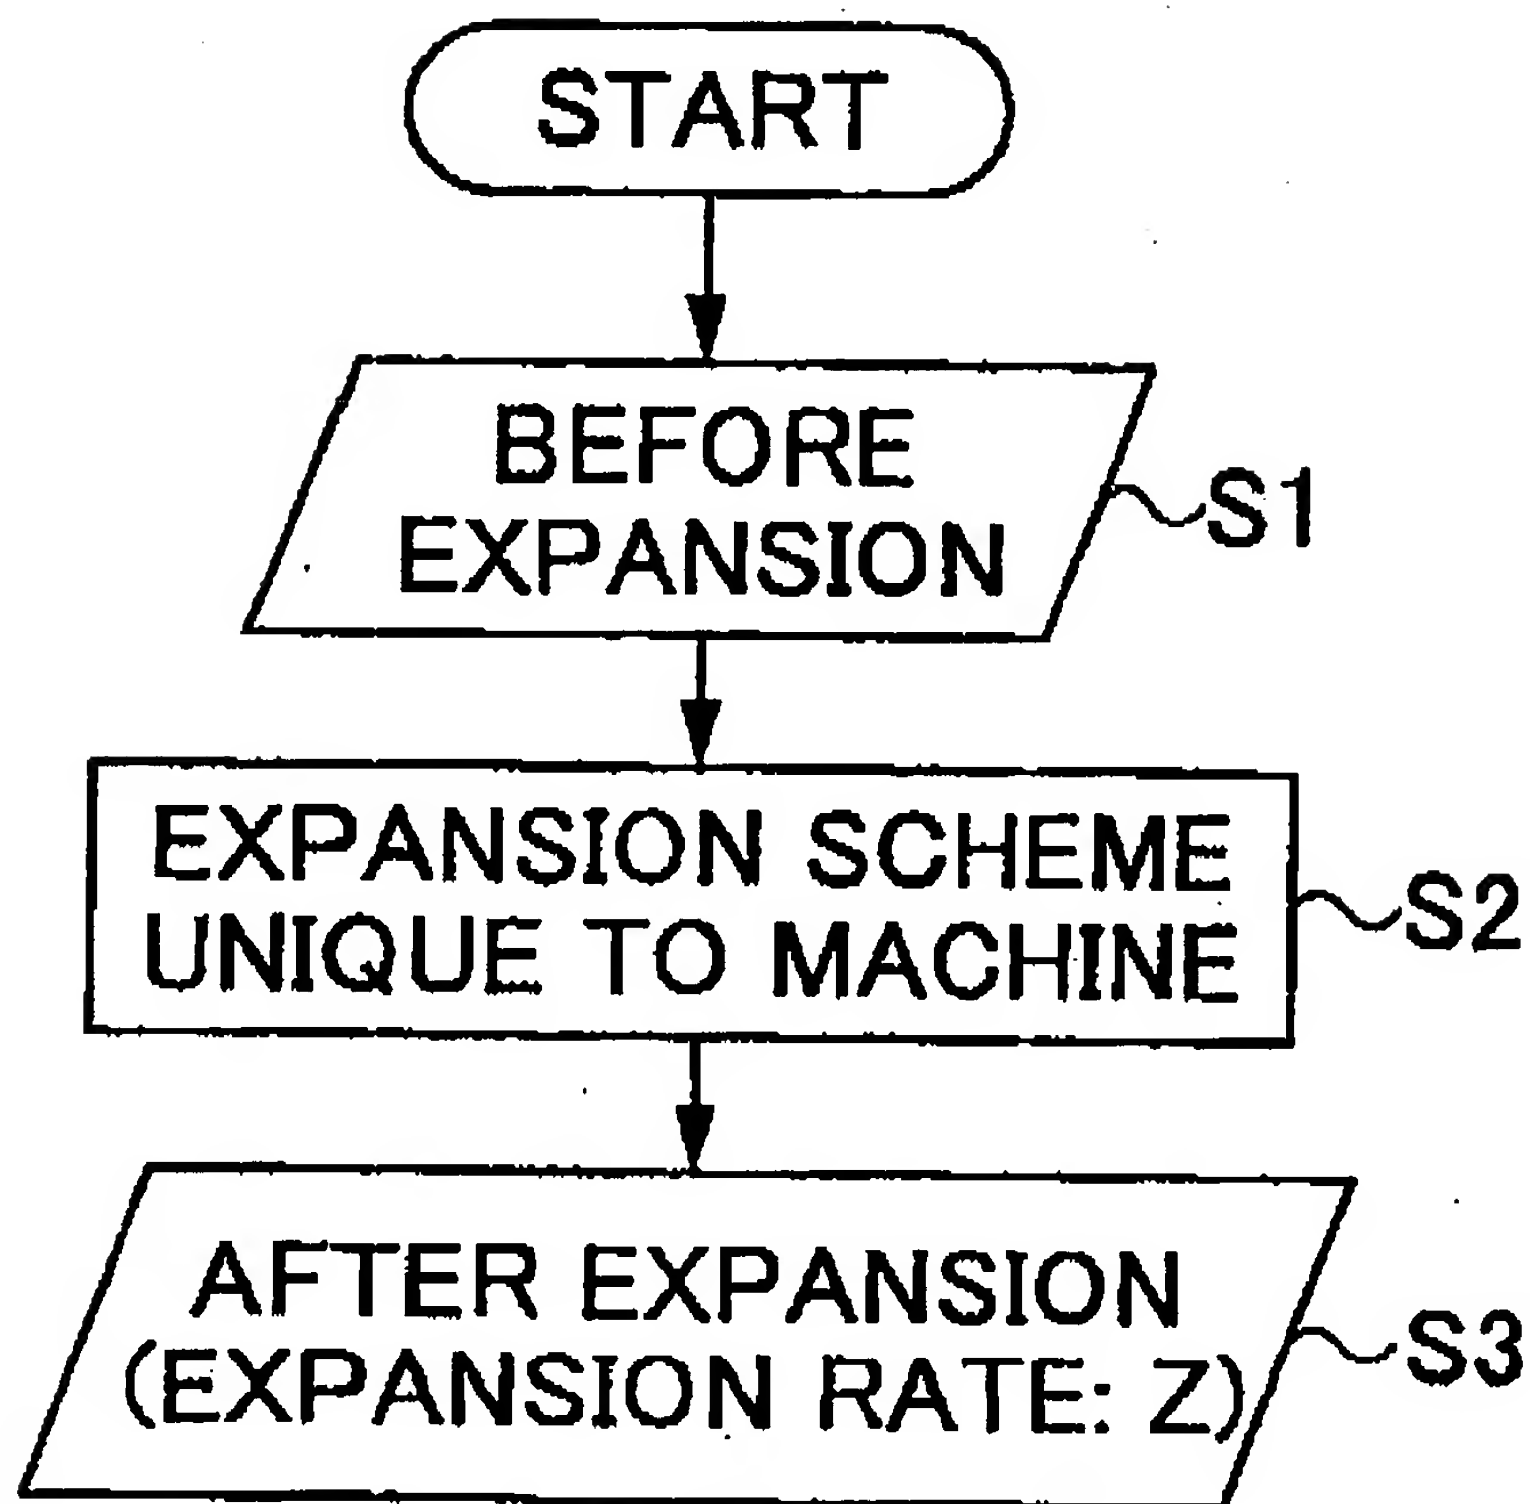 START
BEFORE
EXPANSION
S1
EXPANSION SCHEME
UNIQUE TO MACHINE
S2
AFTER EXPANSION
(EXPANSION RATE: Z)
S3